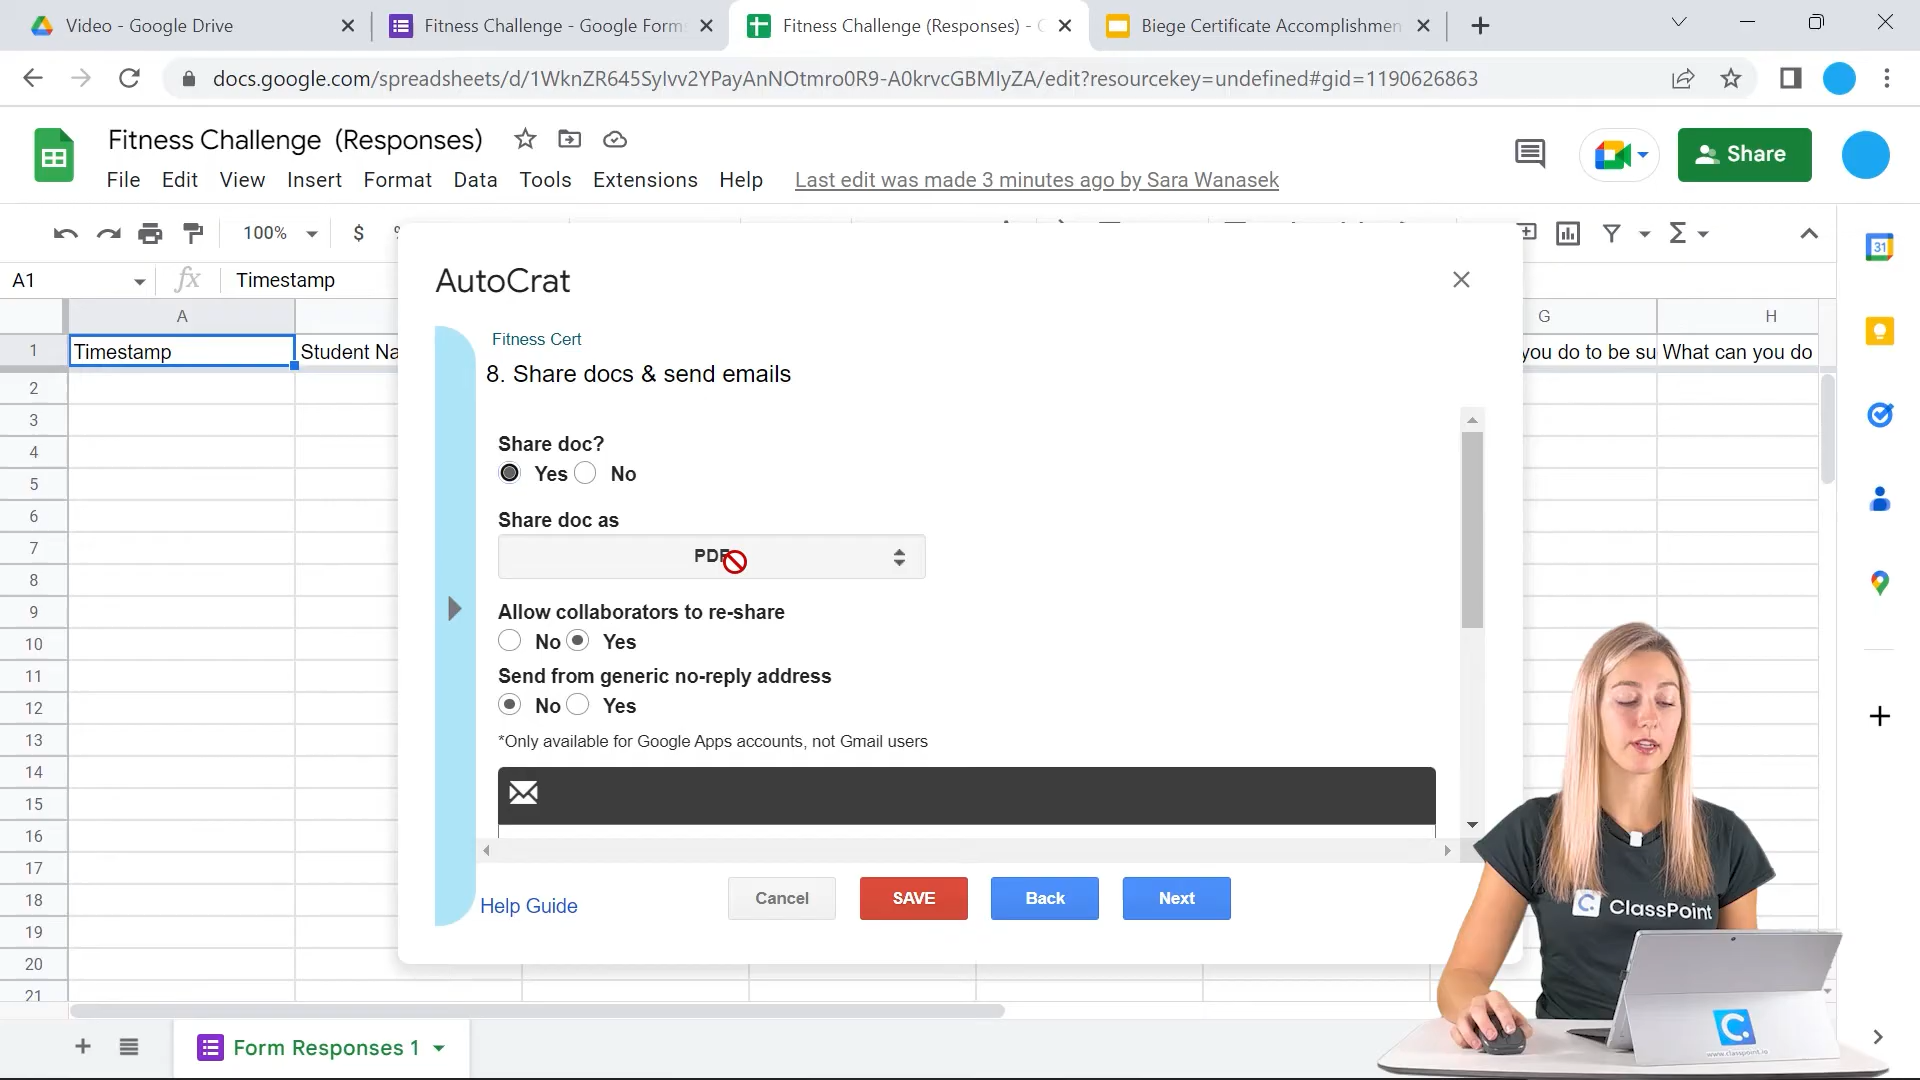 Video - Google Drive
Fitness Challenge - Google Form
Fitness Challenge (Responses) -
Biege Certificate Accomplishmen
docs.google.com/spreadsheets/d/1WknZR645SyIvv2YPayAnNOtmro0R9-A0krvcGBMIyZA/edit?resourcekey=undefined#gid=1190626863
Fitness Challenge (Responses)
Share
File Edit View Insert Format Data Tools Extensions Help Last edit was made 3 minutes ago by Sara Wanasek
100% $ %
31
A1 fx Timestamp
AutoCrat
A G H
1 Timestamp Student Na you do to be su What can you do
Fitness Cert
8. Share docs & send emails
2
3
4
5
6
7
8
9
10
11
12
13
14
15
16
17
18
19
20
21
Share doc?
Yes No
Share doc as
PDF
Allow collaborators to re-share
No Yes
Send from generic no-reply address
No Yes
*Only available for Google Apps accounts, not Gmail users
Help Guide Cancel SAVE Back Next
ClassPoint
www.classpoint.io
Form Responses 1